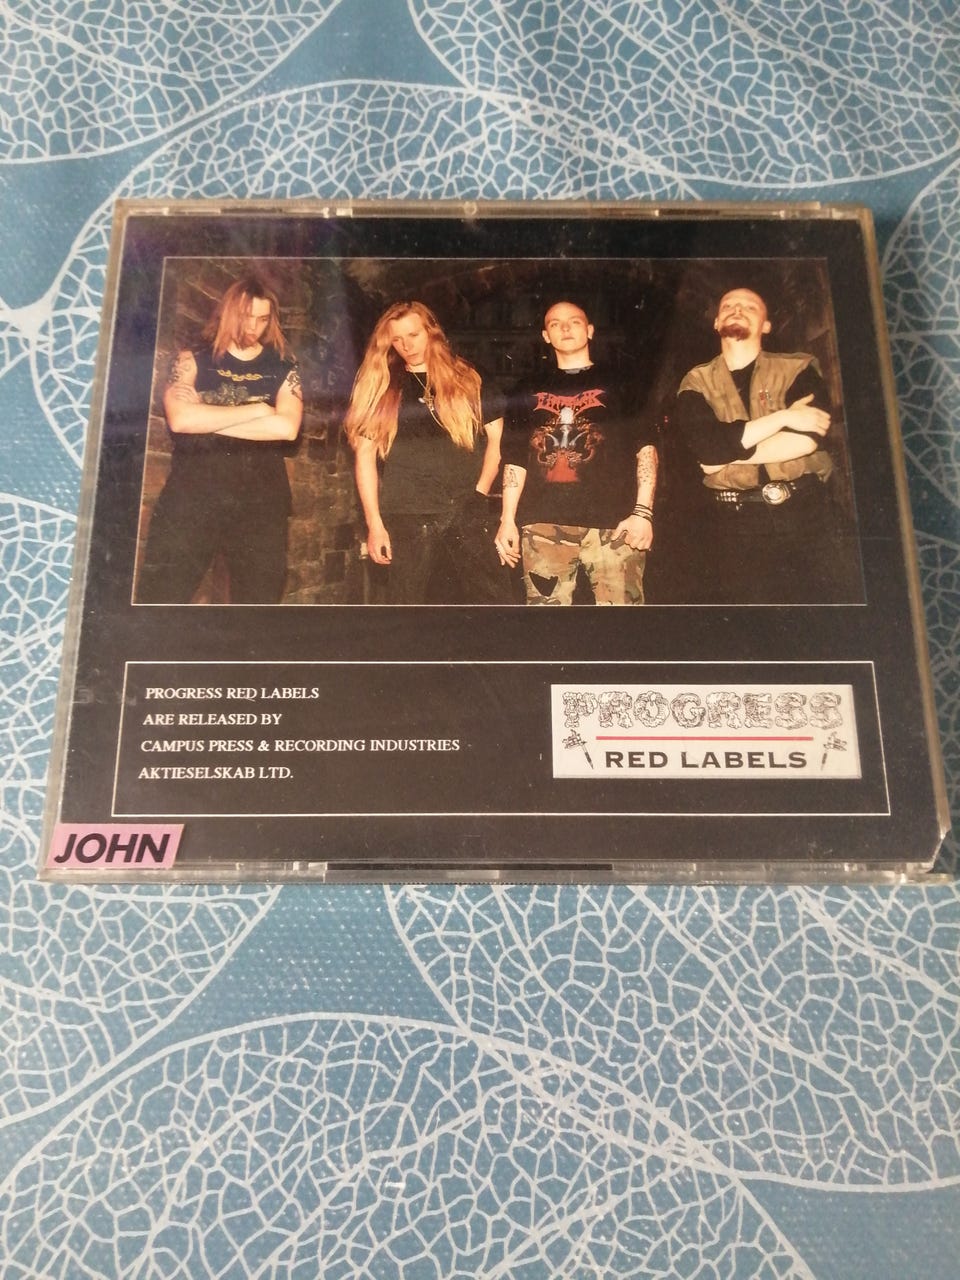 PROGRESS RED LABELS
ARE RELEASED BY
CAMPUS PRESS & RECORDING INDUSTRIES
AKTIESELSKAB LTD.
PROGRESS
RED LABELS
JOHN